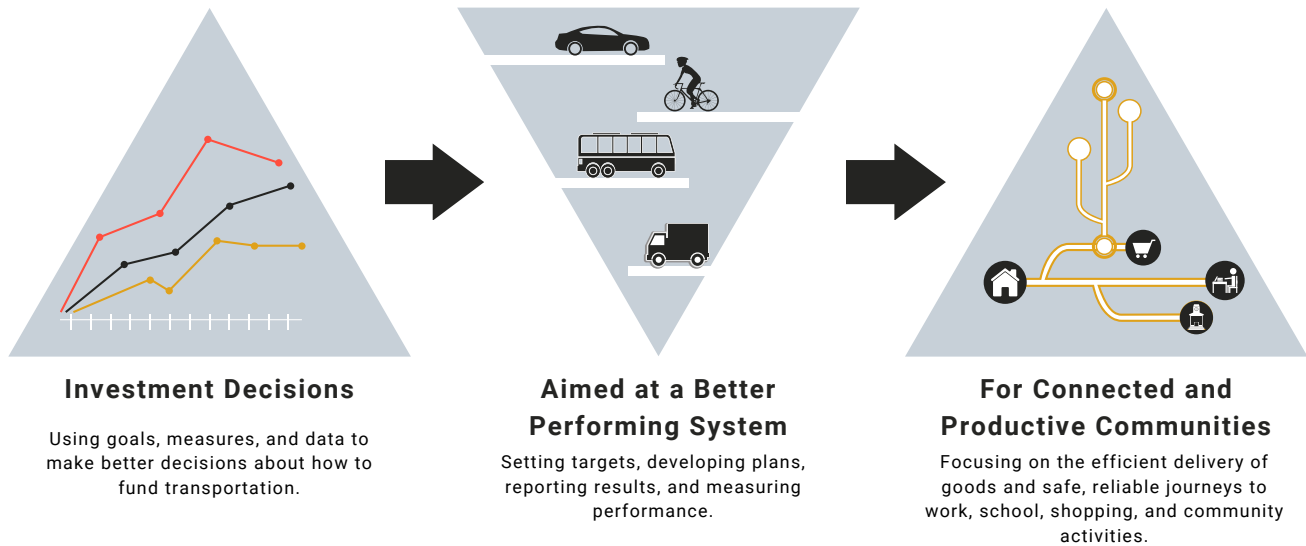 Investment Decisions
Using goals, measures, and data to
make better decisions about how to
fund transportation.
Aimed at a Better
Performing System
Setting targets, developing plans,
reporting results, and measuring
performance.
For Connected and
Productive Communities
Focusing on the efficient delivery of
goods and safe, reliable journeys to
work, school, shopping, and community
activities.